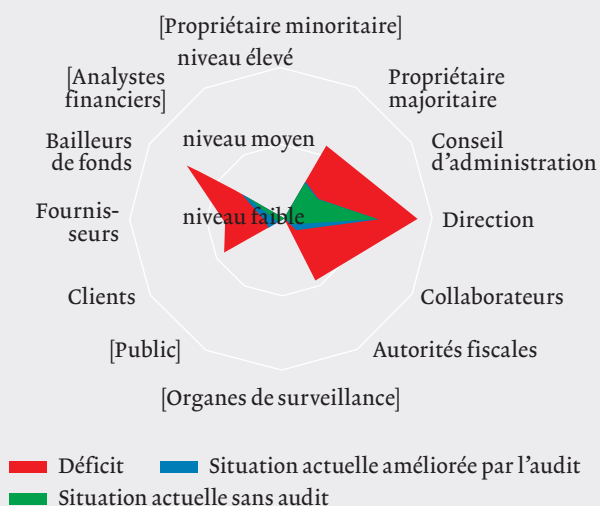 [Propriétaire minoritaire]
niveau élevé
[Analystes
financiers]
Propriétaire
majoritaire
Bailleurs
de fonds
niveau moyen
Conseil
d’administration
Fournis-
seurs
niveau faible
Direction
Clients
Collaborateurs
[Public]
Autorités fiscales
[Organes de surveillance]
Déficit
Situation actuelle améliorée par l’audit
Situation actuelle sans audit